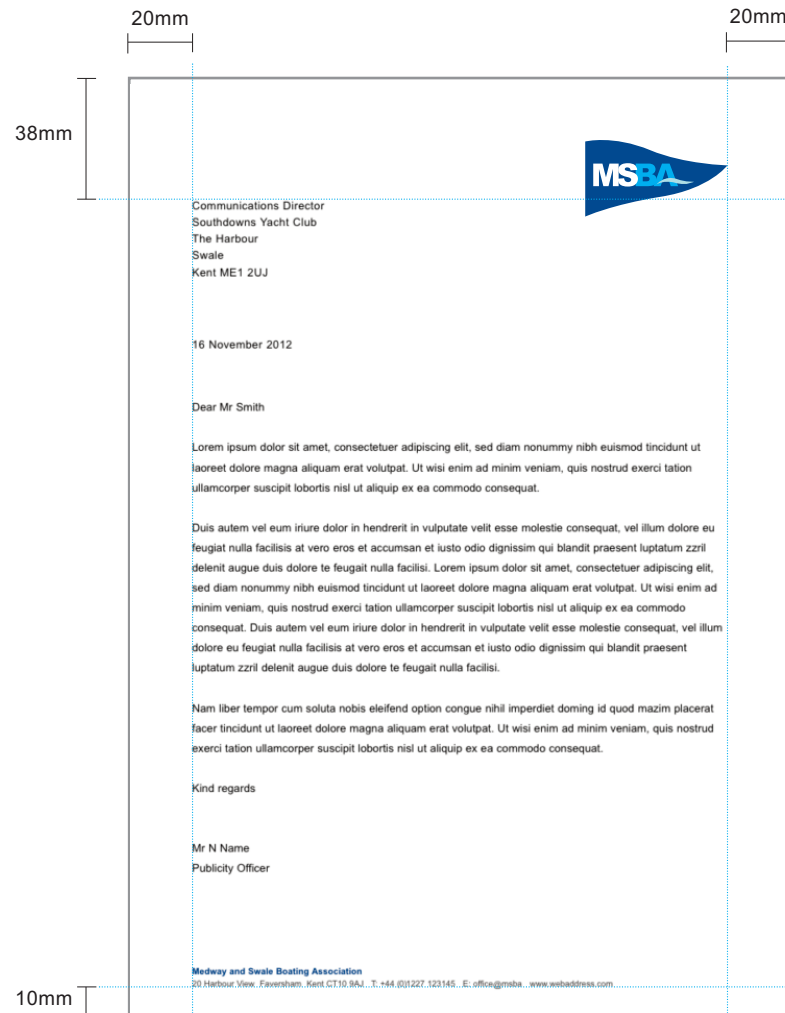 20mm
20mm
38mm
MSBA
Communications Director
Southdowns Yacht Club
The Harbour
Swale
Kent ME1 2UJ
16 November 2012
Dear Mr Smith
Lorem ipsum dolor sit amet, consectetuer adipiscing elit, sed diam nonummy nibh euismod tincidunt ut
laoreet dolore magna aliquam erat volutpat. Ut wisi enim ad minim veniam, quis nostrud exerci tation
ullamcorper suscipit lobortis nisl ut aliquip ex ea commodo consequat.
Duis autem vel eum iriure dolor in hendrerit in vulputate velit esse molestie consequat, vel illum dolore eu
feugiat nulla facilisis at vero eros et accumsan et iusto odio dignissim qui blandit praesent luptatum zzril
delenit augue duis dolore te feugait nulla facilisi. Lorem ipsum dolor sit amet, consectetuer adipiscing elit,
sed diam nonummy nibh euismod tincidunt ut laoreet dolore magna aliquam erat volutpat. Ut wisi enim ad
minim veniam, quis nostrud exerci tation ullamcorper suscipit lobortis nisl ut aliquip ex ea commodo
consequat. Duis autem vel eum iriure dolor in hendrerit in vulputate velit esse molestie consequat, vel illum
dolore eu feugiat nulla facilisis at vero eros et accumsan et iusto odio dignissim qui blandit praesent
luptatum zzril delenit augue duis dolore te feugait nulla facilisi.
Nam liber tempor cum soluta nobis eleifend option congue nihil imperdiet doming id quod mazim placerat
facer tincidunt ut laoreet dolore magna aliquam erat volutpat. Ut wisi enim ad minim veniam, quis nostrud
exerci tation ullamcorper suscipit lobortis nisl ut aliquip ex ea commodo consequat.
Kind regards
Mr N Name
Publicity Officer
Medway and Swale Boating Association
20 Harbour View Faversham Kent CT10 9AJ T: +44 (0)1227 123145 E: office@msba www.webaddress.com
10mm